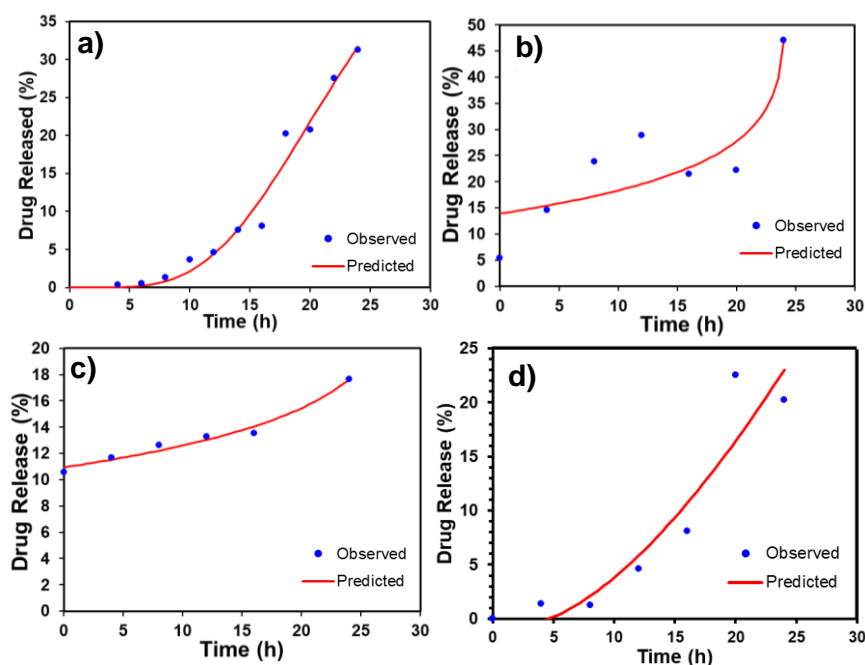 a)
Drug Released (%)
35
30
25
20
15
10
5
0
0 5 10 15 20 25 30
Time (h)
Observed
Predicted
b)
Drug Release (%)
50
45
40
35
30
25
20
15
10
5
0
0 5 10 15 20 25 30
Time (h)
Observed
Predicted
c)
Drug Release (%)
20
18
16
14
12
10
8
6
4
2
0
0 5 10 15 20 25 30
Time (h)
Observed
Predicted
d)
Drug Release (%)
25
20
15
10
5
0
0 5 10 15 20 25 30
Time (h)
Observed
Predicted